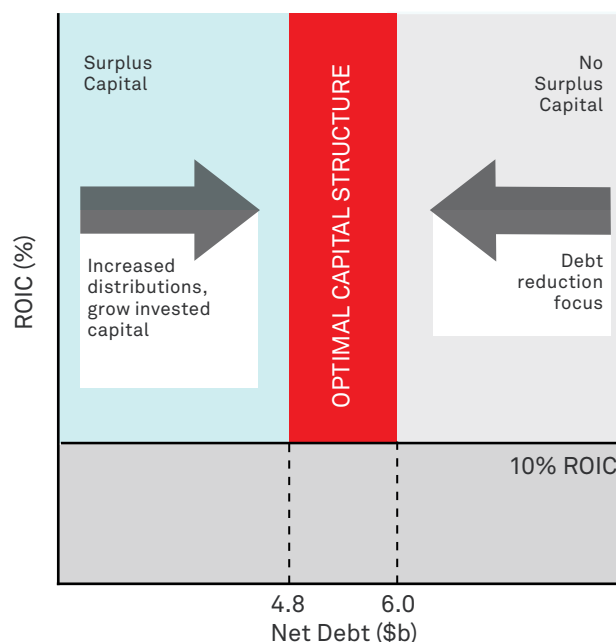 Surplus
Capital
No
Surplus
Capital
OPTIMAL CAPITAL STRUCTURE
ROIC (%)
Increased
distributions,
grow invested
capital
Debt
reduction
focus
10% ROIC
4.8
6.0
Net Debt ($b)